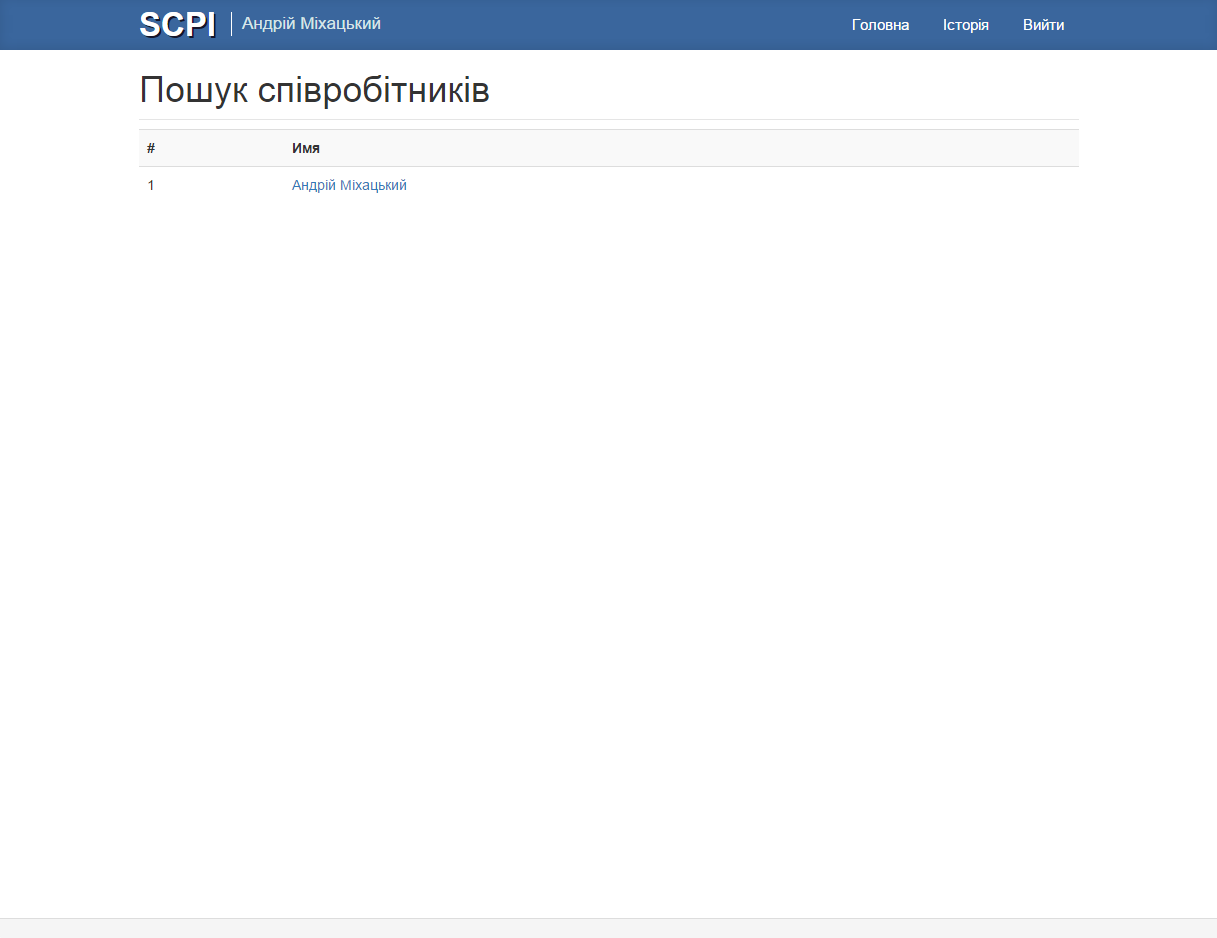 SCPI Андрій Міхацький Головна Історія Вийти
Пошук співробітників
# Имя
1 Андрій Міхацький